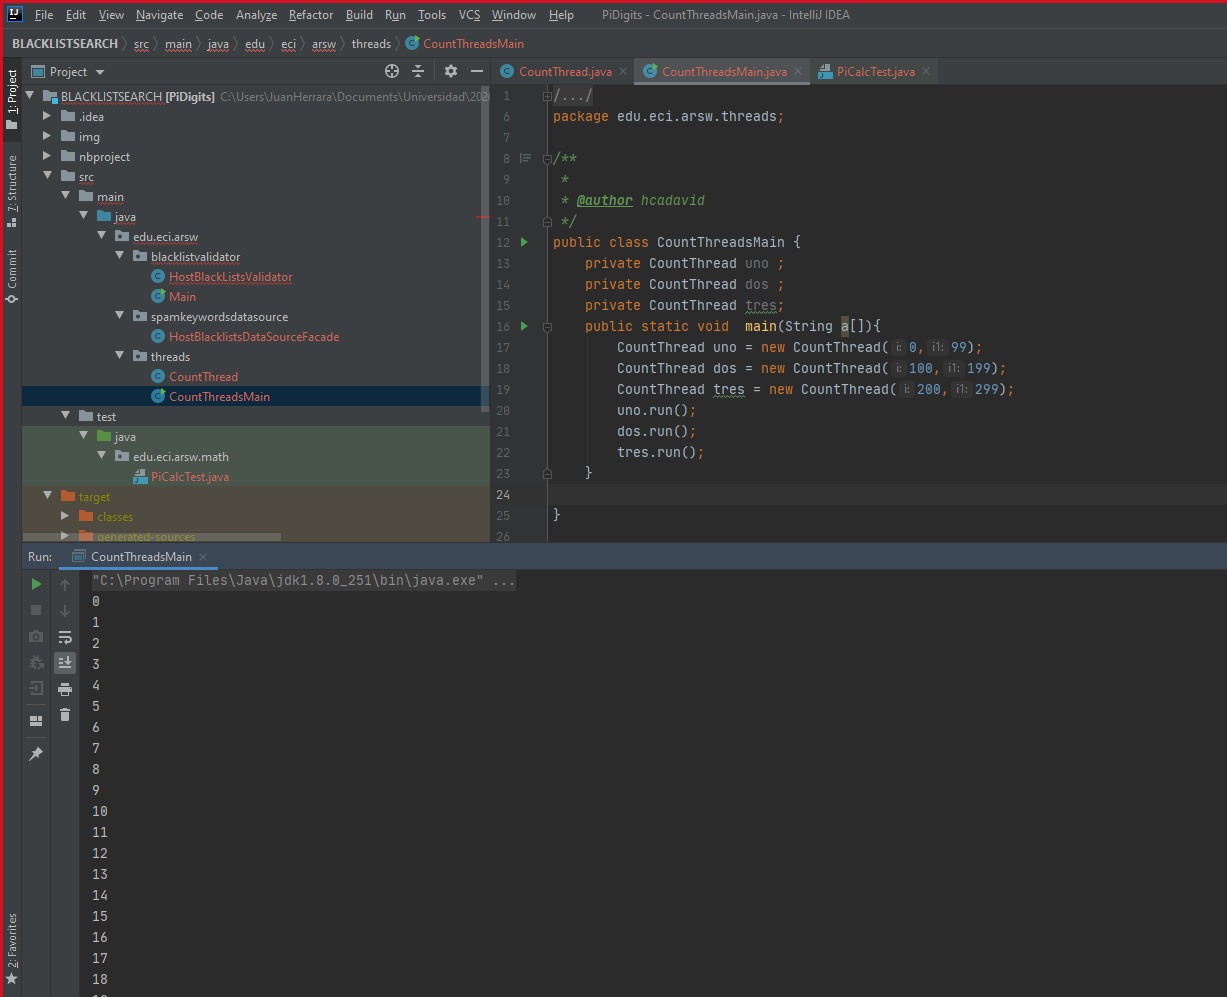 File Edit View Navigate Code Analyze Refactor Build Run Tools VCS Window Help PiDigits - CountThreadsMain.java - IntelliJ IDEA
BLACKLISTSEARCH src main java edu eci arsw threads CountThreadsMain
1: Project
7: Structure
Commit
2: Favorites
Project
BLACKLISTSEARCH [PiDigits] C:\Users\JuanHerrara\Documents\Universidad\202
.idea
img
nbproject
src
main
java
edu.eci.arsw
blacklistvalidator
HostBlackListsValidator
Main
spamkeywordsdatasource
HostBlacklistsDataSourceFacade
threads
CountThread
CountThreadsMain
test
java
edu.eci.arsw.math
PiCalcTest.java
target
classes
generated-sources
CountThread.java CountThreadsMain.java PiCalcTest.java
1 /.../
6 package edu.eci.arsw.threads;
7
8 /**
9 *
10 * @author hcadavid
11 */
12 public class CountThreadsMain {
13 private CountThread uno ;
14 private CountThread dos ;
15 private CountThread tres;
16 public static void main(String a[]){
17 CountThread uno = new CountThread( i: 0, i1: 99);
18 CountThread dos = new CountThread( i: 100, i1: 199);
19 CountThread tres = new CountThread( i: 200, i1: 299);
20 uno.run();
21 dos.run();
22 tres.run();
23 }
24
25 }
26
Run: CountThreadsMain
"C:\Program Files\Java\jdk1.8.0_251\bin\java.exe" ...
0
1
2
3
4
5
6
7
8
9
10
11
12
13
14
15
16
17
18